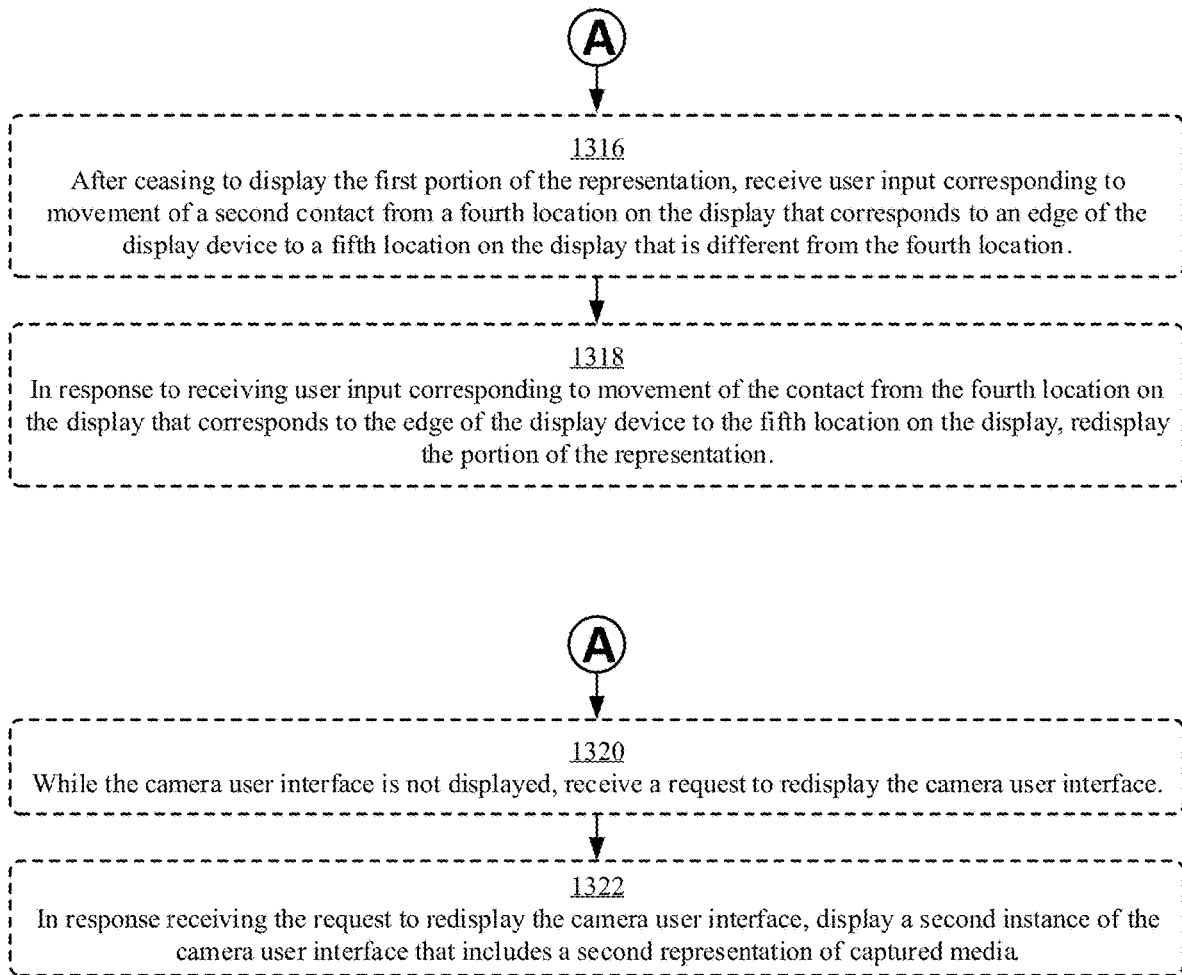 A
1316
After ceasing to display the first portion of the representation, receive user input corresponding to
movement of a second contact from a fourth location on the display that corresponds to an edge of the
display device to a fifth location on the display that is different from the fourth location.
1318
In response to receiving user input corresponding to movement of the contact from the fourth location on
the display that corresponds to the edge of the display device to the fifth location on the display, redisplay
the portion of the representation.
A
1320
While the camera user interface is not displayed, receive a request to redisplay the camera user interface.
1322
In response receiving the request to redisplay the camera user interface, display a second instance of the
camera user interface that includes a second representation of captured media.